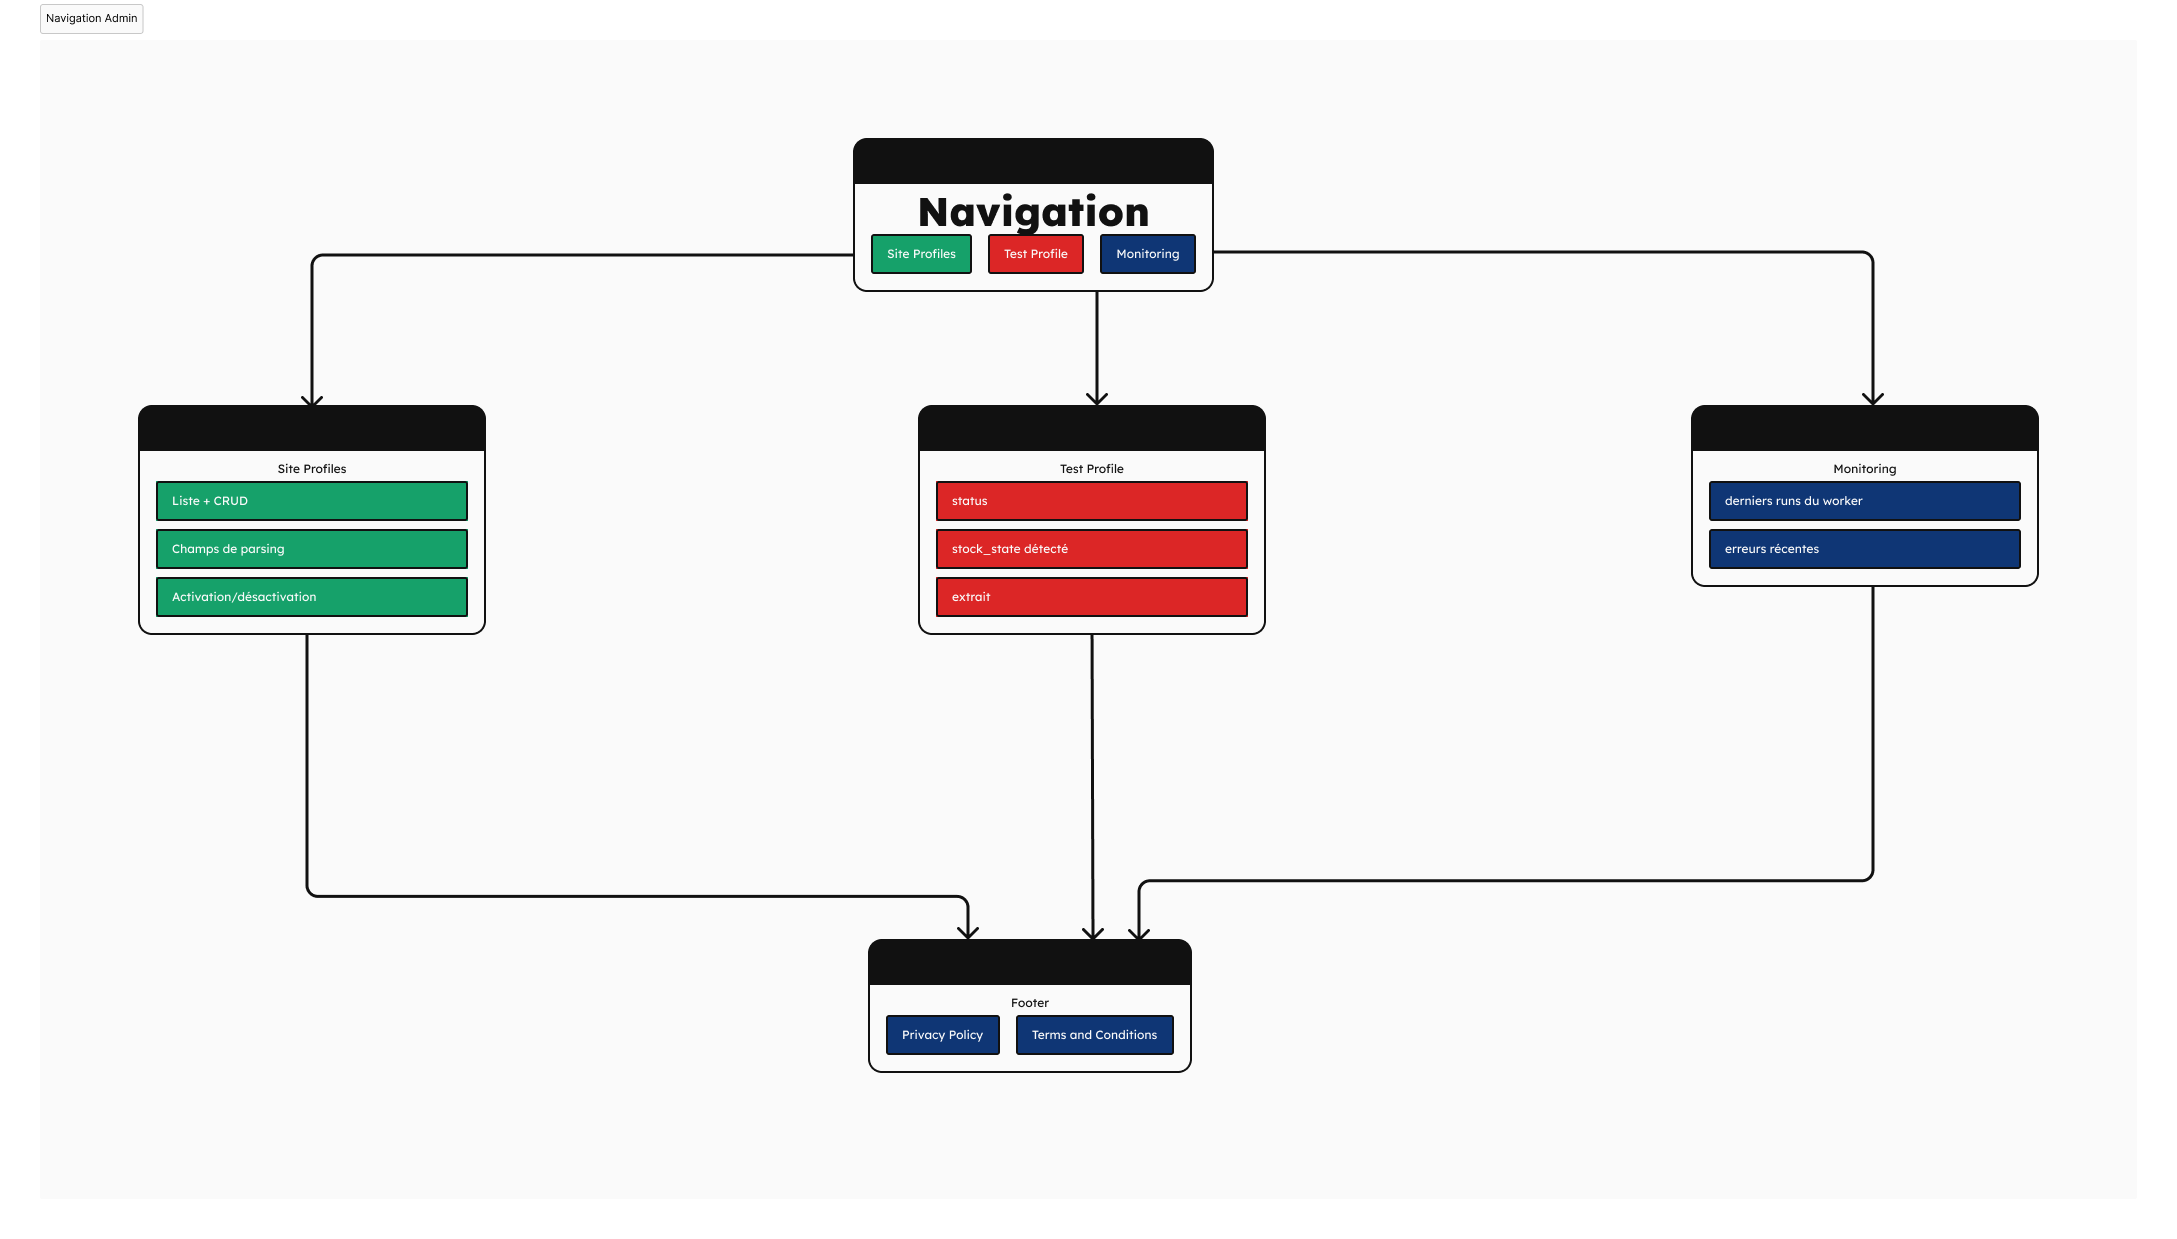 Navigation Admin
Navigation
Site Profiles
Test Profile
Monitoring
Site Profiles
Liste + CRUD
Champs de parsing
Activation/désactivation
Test Profile
status
stock_state détecté
extrait
Monitoring
derniers runs du worker
erreurs récentes
Footer
Privacy Policy
Terms and Conditions